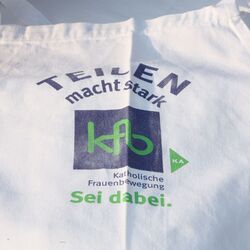 TEILEN
macht stark
kfb
KA
Katholische
Frauenbewegung
Sei dabei.